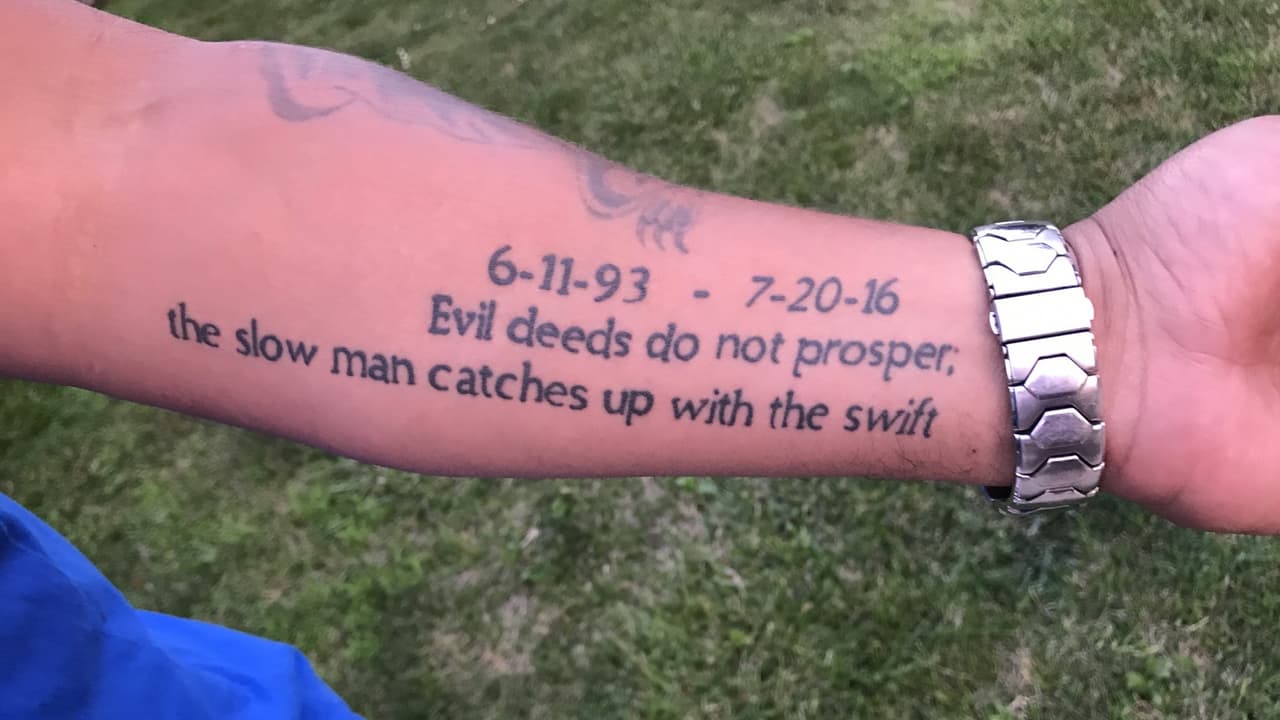 6-11-93 - 7-20-16
Evil deeds do not prosper;
the slow man catches up with the swift